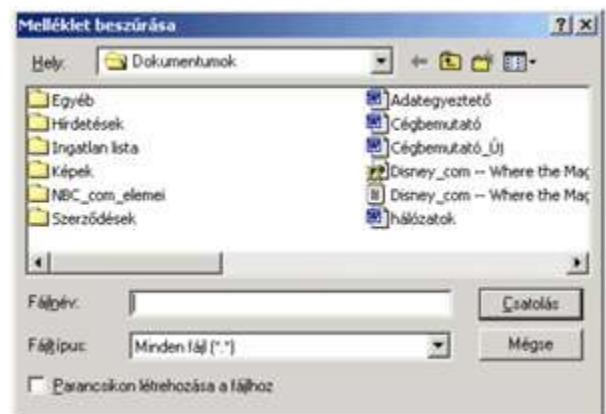 Melléklet beszúrása
Hely: Dokumentumok
Egyéb
Hirdetések
Ingatlan lista
Képek
NBC_com_elemei
Szerződések
Adategyeztető
Cégbemutató
Cégbemutató_Új
Disney_com -- Where the Mag
Disney_com -- Where the Mag
hálózatok
Fájlnév:
Csatolás
Fájltípus: Minden fájl (*.*)
Mégse
Parancsikon létrehozása a fájlhoz